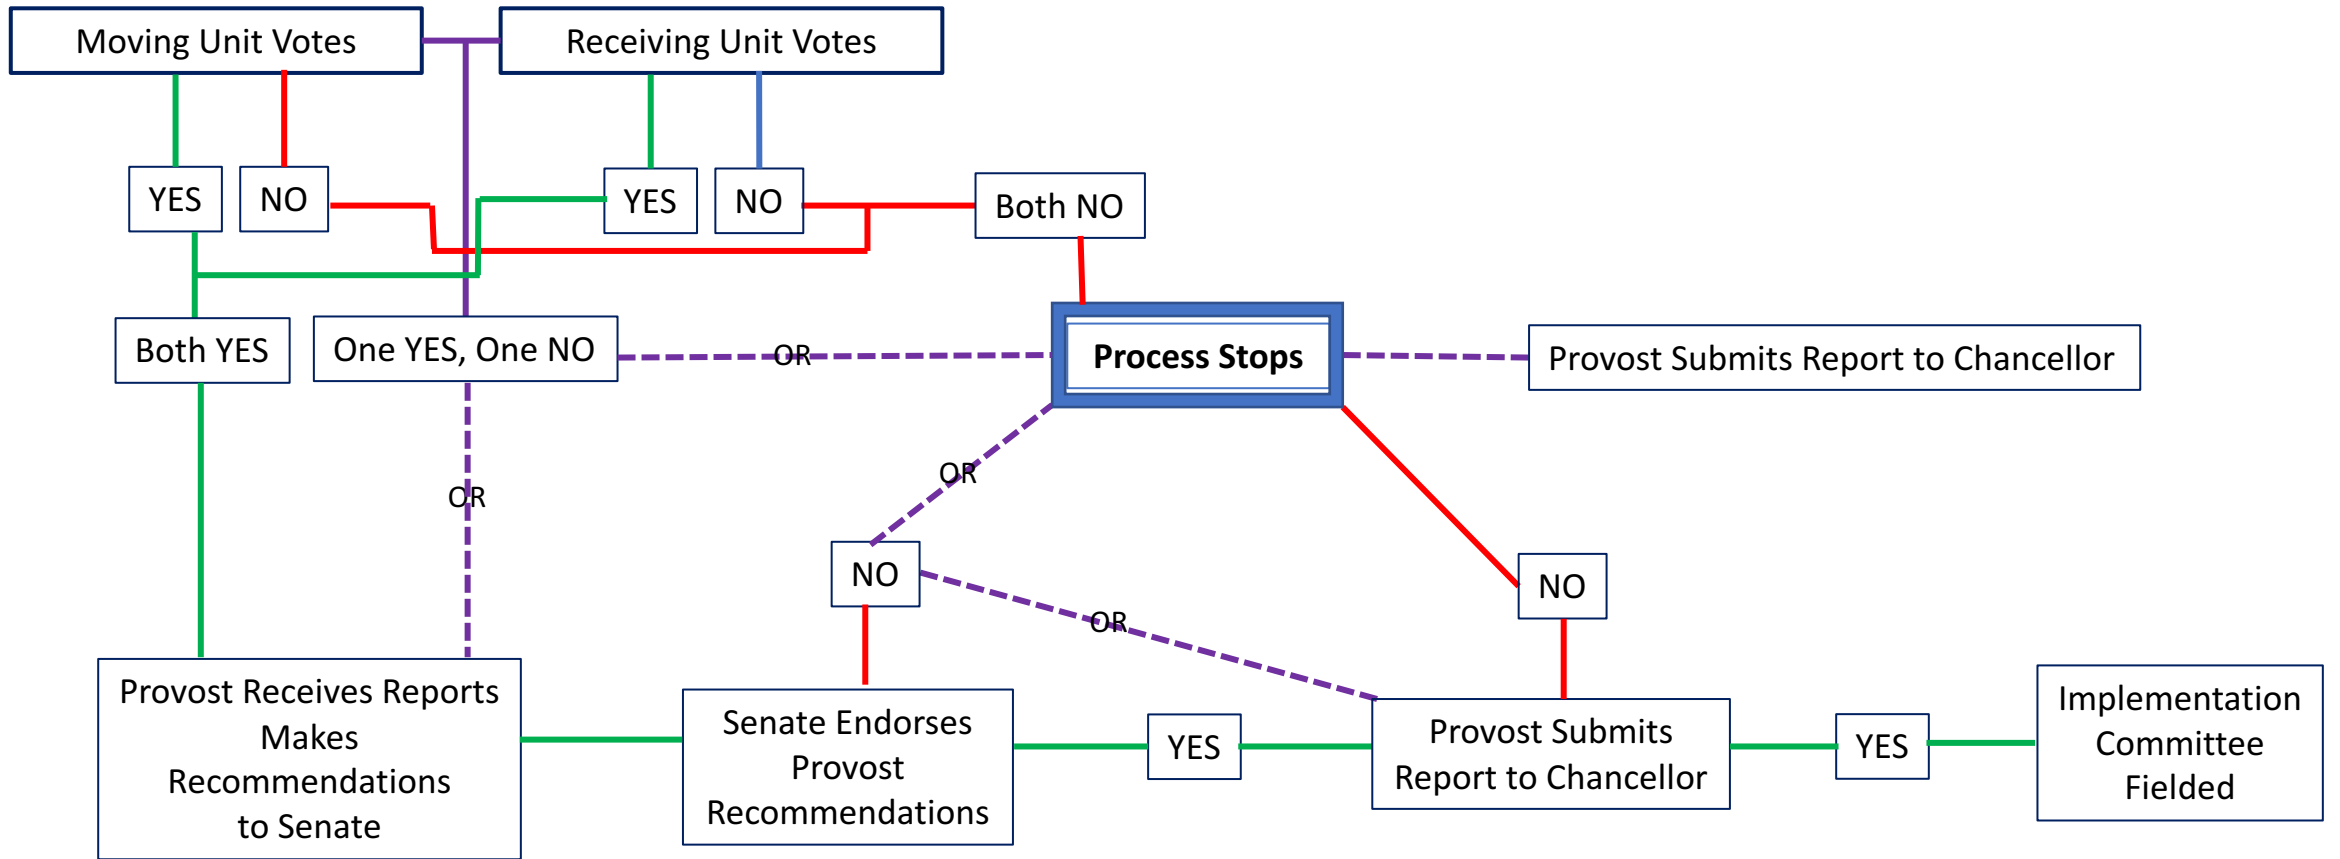 Moving Unit Votes
Receiving Unit Votes
YES
NO
YES
NO
Both NO
Both YES
One YES, One NO
OR
Process Stops
Provost Submits Report to Chancellor
OR
OR
NO
NO
OR
Provost Receives Reports
Makes
Recommendations
to Senate
Senate Endorses
Provost
Recommendations
YES
Provost Submits
Report to Chancellor
YES
Implementation
Committee
Fielded